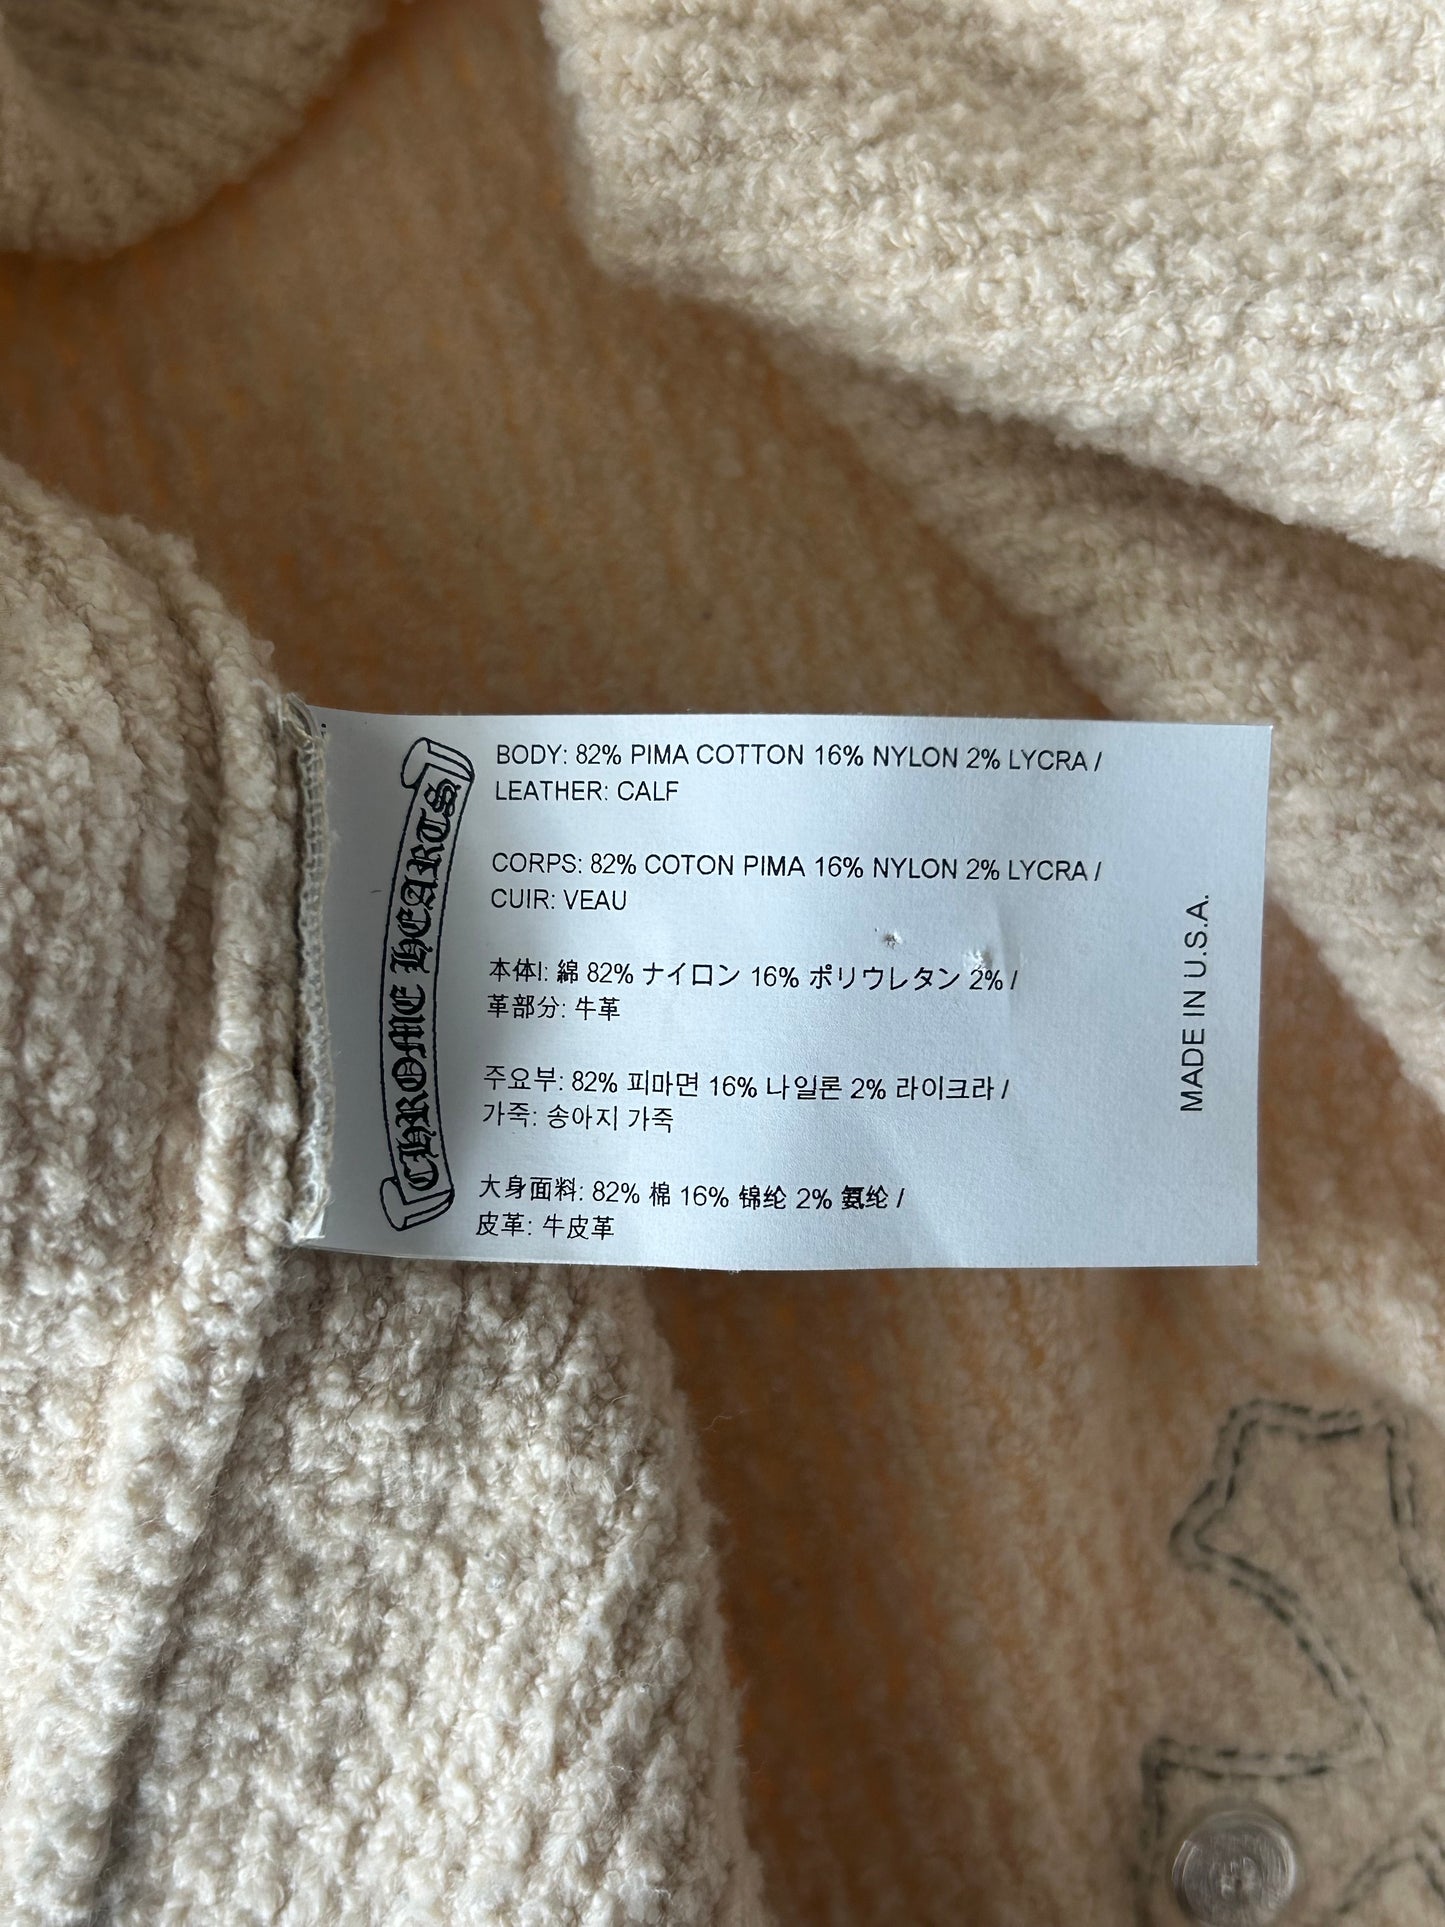 CHROME HEARTS
BODY: 82% PIMA COTTON 16% NYLON 2% LYCRA /
LEATHER: CALF
CORPS: 82% COTON PIMA 16% NYLON 2% LYCRA /
CUIR: VEAU
本体I: 綿 82% ナイロン 16% ポリウレタン 2% /
革部分: 牛革
주요부: 82% 피마면 16% 나일론 2% 라이크라 /
가죽: 송아지 가죽
大身面料: 82% 棉 16% 锦纶 2% 氨纶 /
皮革: 牛皮革
MADE IN U.S.A.